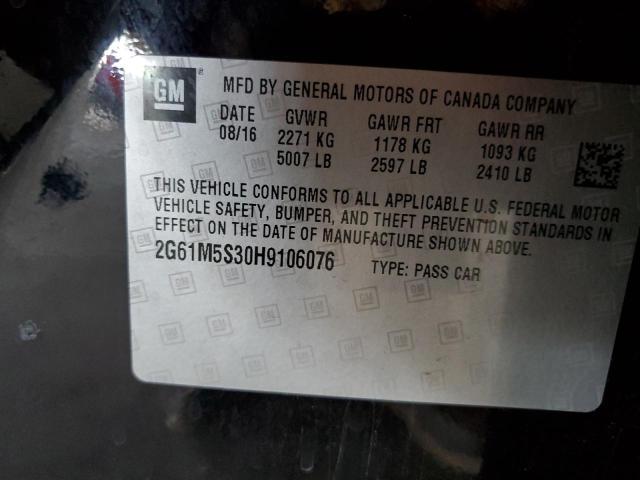 GM ®
MFD BY GENERAL MOTORS OF CANADA COMPANY
DATE GVWR GAWR FRT GAWR RR
08/16 2271 KG 1178 KG 1093 KG
5007 LB 2597 LB 2410 LB
THIS VEHICLE CONFORMS TO ALL APPLICABLE U.S. FEDERAL MOTOR
VEHICLE SAFETY, BUMPER, AND THEFT PREVENTION STANDARDS IN
EFFECT ON THE DATE OF MANUFACTURE SHOWN ABOVE.
2G61M5S30H9106076 TYPE: PASS CAR